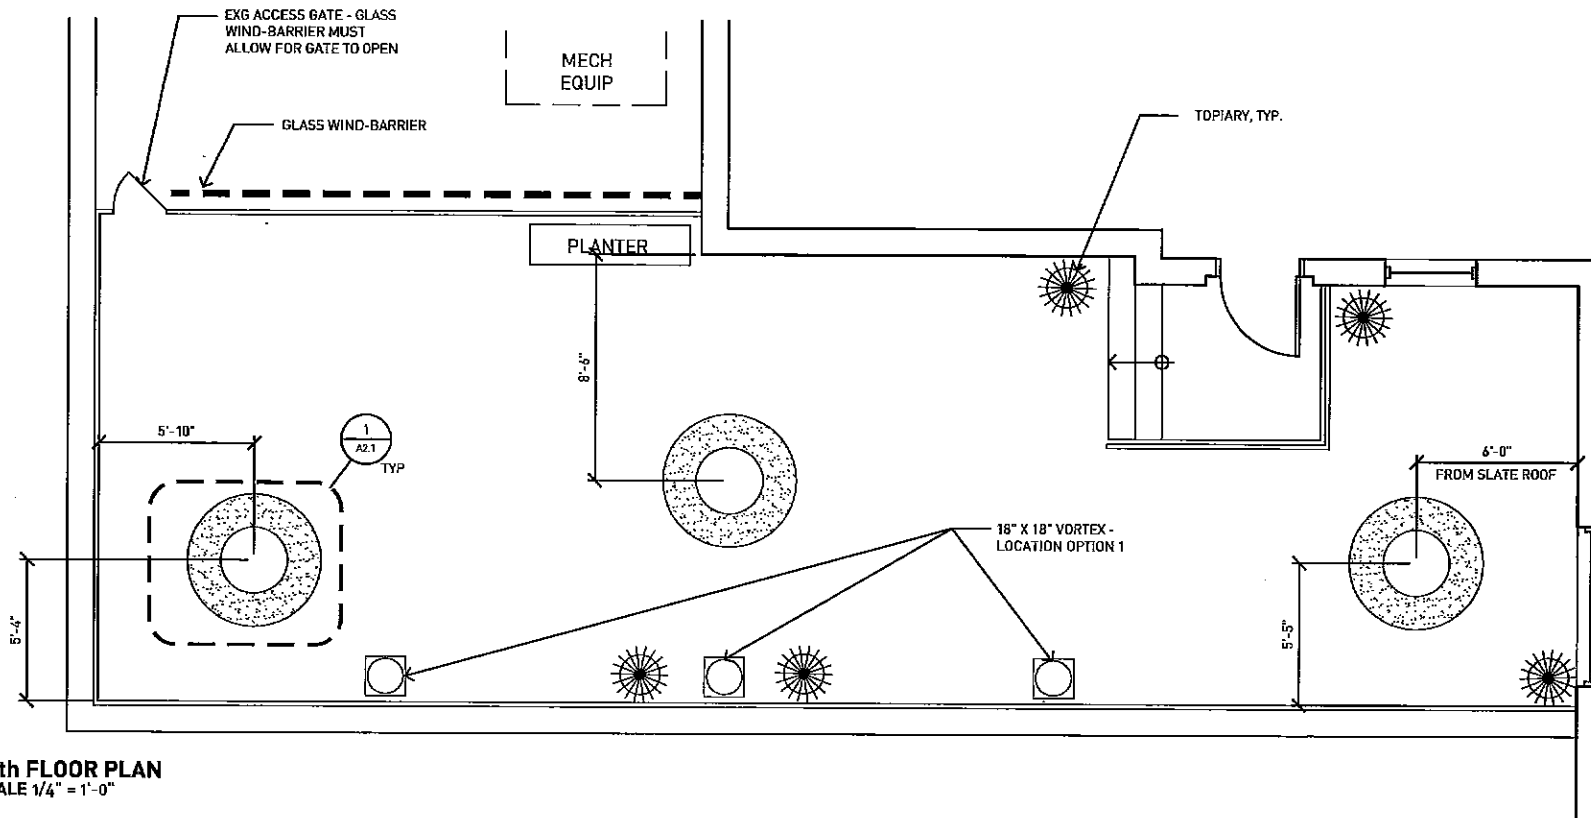 EXG ACCESS GATE - GLASS
WIND-BARRIER MUST
ALLOW FOR GATE TO OPEN
MECH
EQUIP
GLASS WIND-BARRIER
TOPIARY, TYP.
PLANTER
8'-6"
5'-10"
1
A2.1
TYP
6'-0"
FROM SLATE ROOF
18" X 18" VORTEX -
LOCATION OPTION 1
5'-4"
5'-5"
th FLOOR PLAN
ALE 1/4" = 1'-0"